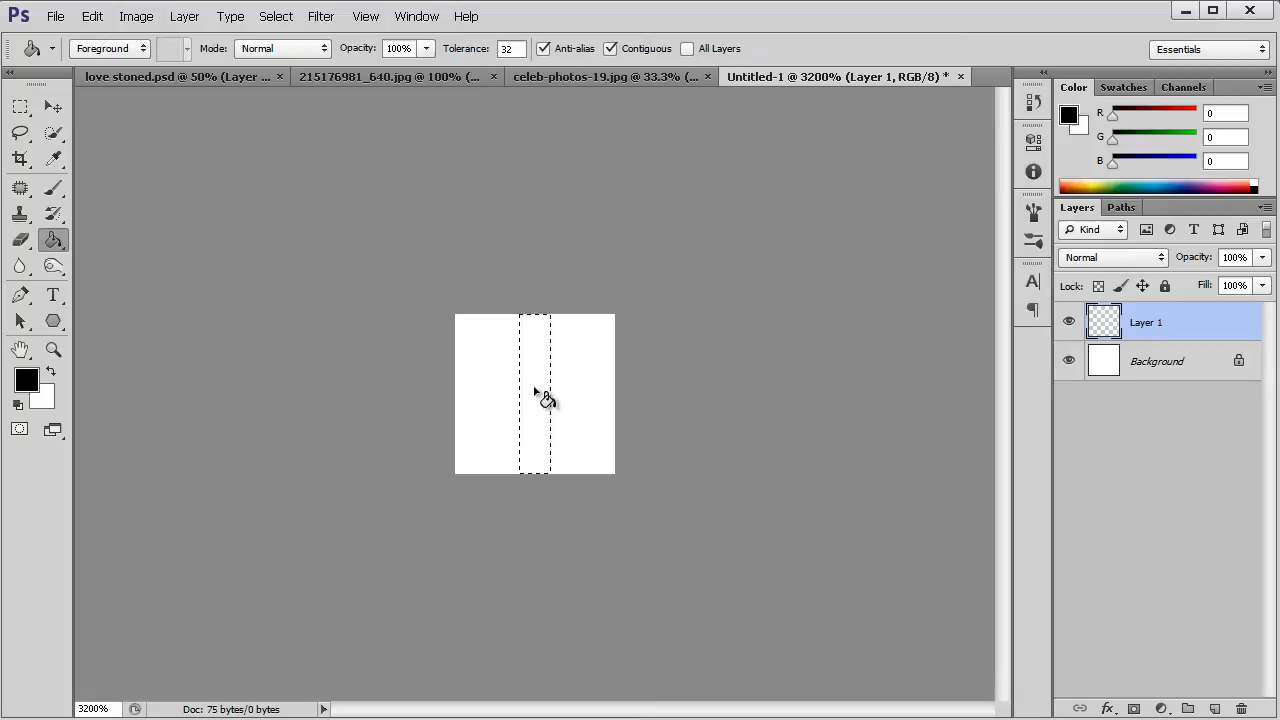 Ps File Edit Image Layer Type Select Filter View Window Help
Foreground Mode: Normal Opacity: 100% Tolerance: 32 Anti-alias Contiguous All Layers Essentials
love stoned.psd @ 50% (Layer ... × 215176981_640.jpg @ 100% (... × celeb-photos-19.jpg @ 33.3% (... × Untitled-1 @ 3200% (Layer 1, RGB/8) * ×
Color Swatches Channels
R 0
G 0
B 0
Layers Paths
Kind
Normal Opacity: 100%
Lock: Fill: 100%
Layer 1
Background
3200% Doc: 75 bytes/0 bytes